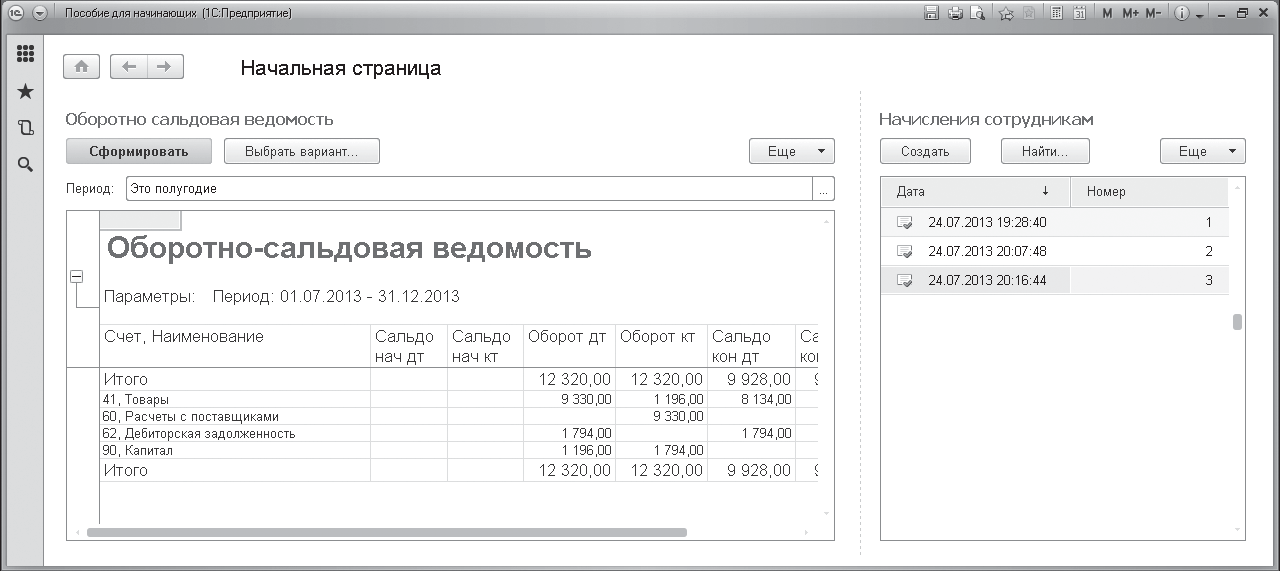 1С Пособие для начинающих (1С:Предприятие) 31 M M+ M-
Начальная страница
Оборотно сальдовая ведомость
Сформировать Выбрать вариант... Еще
Период: Это полугодие ...
Оборотно-сальдовая ведомость
Параметры: Период: 01.07.2013 - 31.12.2013
Счет, Наименование Сальдо Сальдо Оборот дт Оборот кт Сальдо
нач дт нач кт кон дт
Итого 12 320,00 12 320,00 9 928,00
41, Товары 9 330,00 1 196,00 8 134,00
60, Расчеты с поставщиками 9 330,00
62, Дебиторская задолженность 1 794,00 1 794,00
90, Капитал 1 196,00 1 794,00
Итого 12 320,00 12 320,00 9 928,00
Начисления сотрудникам
Создать Найти... Еще
Дата ↓ Номер
24.07.2013 19:28:40 1
24.07.2013 20:07:48 2
24.07.2013 20:16:44 3